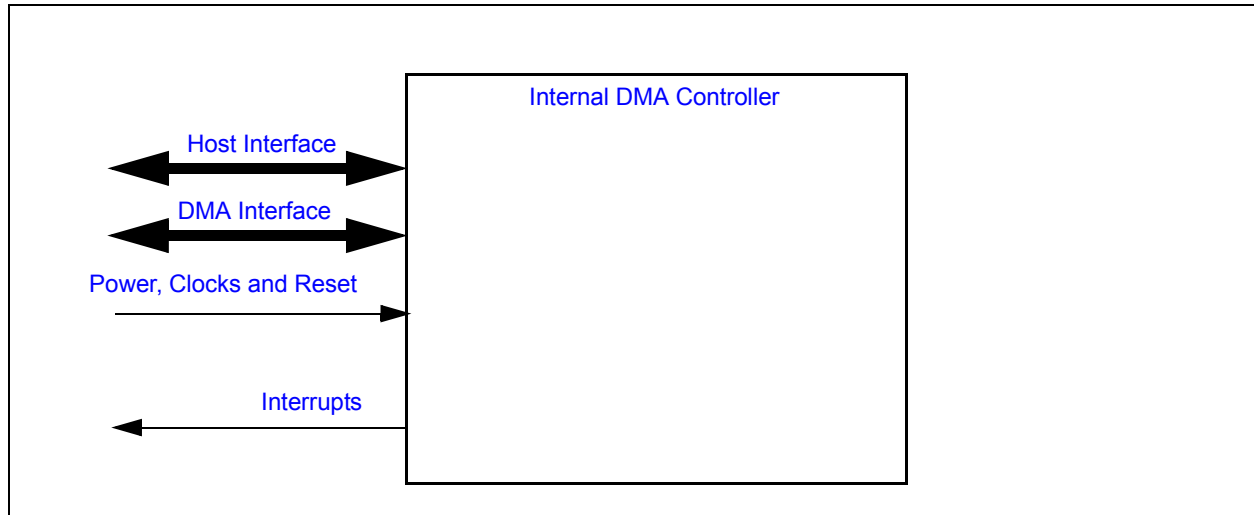 Internal DMA Controller
Host Interface
DMA Interface
Power, Clocks and Reset
Interrupts